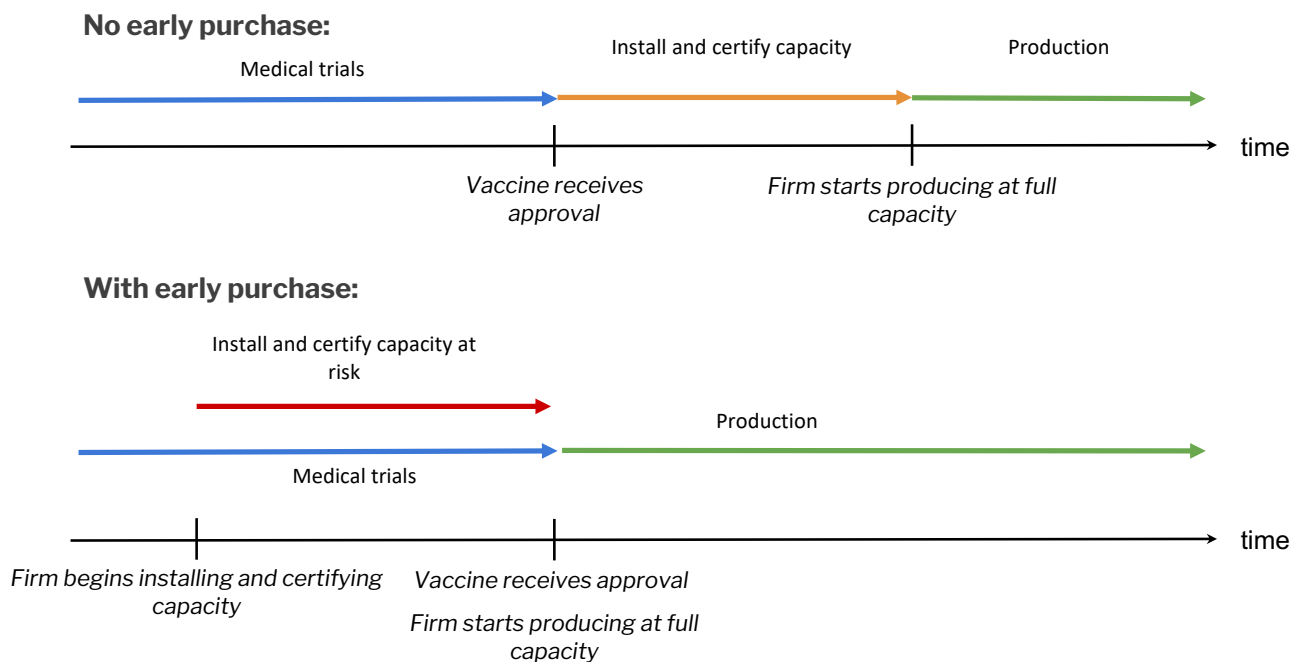 No early purchase:
Install and certify capacity
Production
Medical trials
time
Vaccine receives
approval
Firm starts producing at full
capacity
With early purchase:
Install and certify capacity at
risk
Production
Medical trials
time
Firm begins installing and certifying
capacity
Vaccine receives approval
Firm starts producing at full
capacity